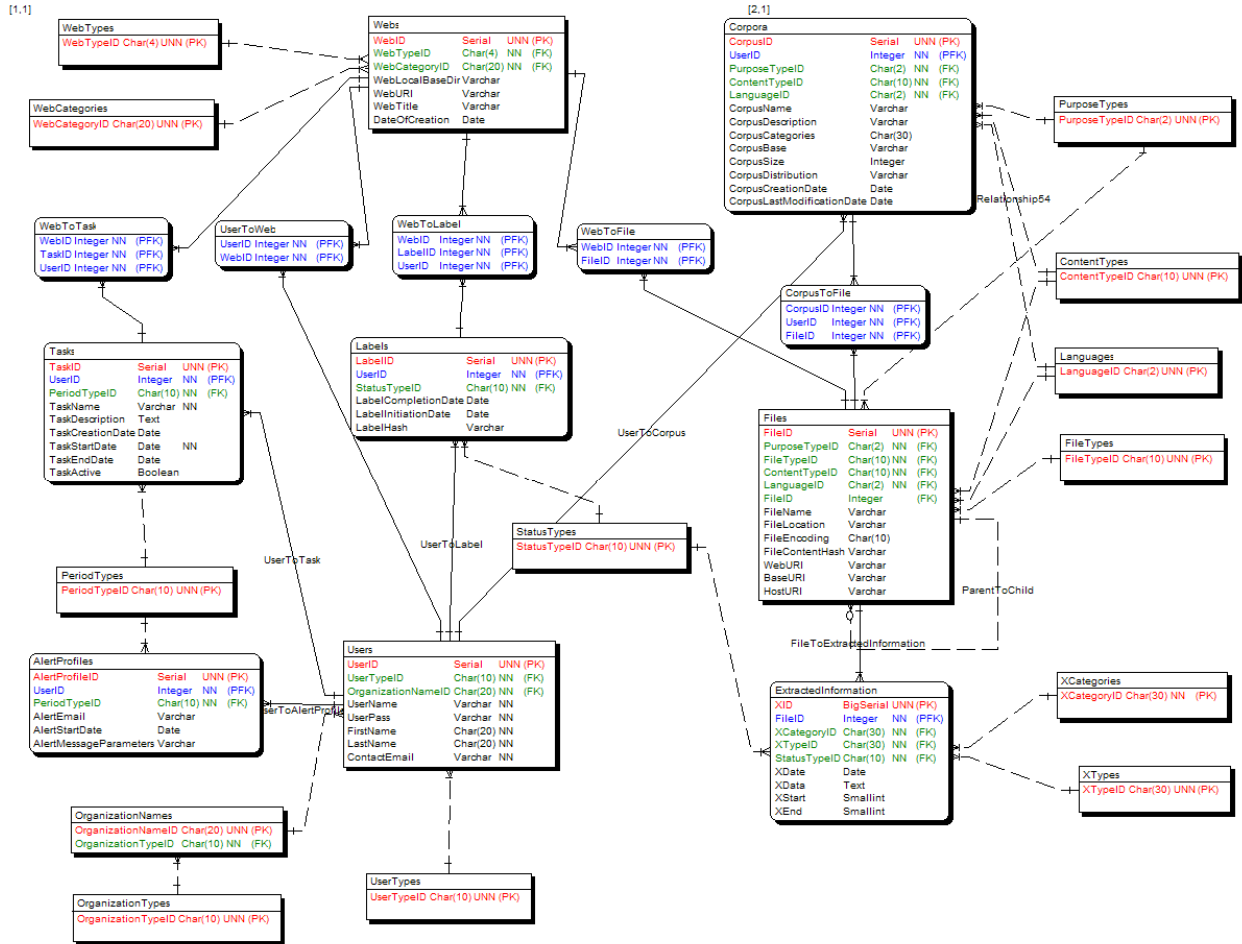 [1,1]
[2,1]
WebTypes
WebTypeID Char(4) UNN (PK)
WebCategories
WebCategoryID Char(20) UNN (PK)
Webs
WebID Serial UNN (PK)
WebTypeID Char(4) NN (FK)
WebCategoryID Char(20) NN (FK)
WebLocalBaseDir Varchar
WebURI Varchar
WebTitle Varchar
DateOfCreation Date
Corpora
CorpusID Serial UNN (PK)
UserID Integer NN (PFK)
PurposeTypeID Char(2) NN (FK)
ContentTypeID Char(10) NN (FK)
LanguageID Char(2) NN (FK)
CorpusName Varchar
CorpusDescription Varchar
CorpusCategories Char(30)
CorpusBase Varchar
CorpusSize Integer
CorpusDistribution Varchar
CorpusCreationDate Date
CorpusLastModificationDate Date
PurposeTypes
PurposeTypeID Char(2) UNN (PK)
Relationship54
WebToTask
WebID Integer NN (PFK)
TaskID Integer NN (PFK)
UserID Integer NN (PFK)
UserToWeb
UserID Integer NN (PFK)
WebID Integer NN (PFK)
WebToLabel
WebID Integer NN (PFK)
LabelID Integer NN (PFK)
UserID Integer NN (PFK)
WebToFile
WebID Integer NN (PFK)
FileID Integer NN (PFK)
ContentTypes
ContentTypeID Char(10) UNN (PK)
CorpusToFile
CorpusID Integer NN (PFK)
UserID Integer NN (PFK)
FileID Integer NN (PFK)
Tasks
TaskID Serial UNN (PK)
UserID Integer NN (PFK)
PeriodTypeID Char(10) NN (FK)
TaskName Varchar NN
TaskDescription Text
TaskCreationDate Date
TaskStartDate Date NN
TaskEndDate Date
TaskActive Boolean
Labels
LabelID Serial UNN (PK)
UserID Integer NN (PFK)
StatusTypeID Char(10) NN (FK)
LabelCompletionDate Date
LabelInitiationDate Date
LabelHash Varchar
Languages
LanguageID Char(2) UNN (PK)
UserToCorpus
Files
FileID Serial UNN (PK)
PurposeTypeID Char(2) NN (FK)
FileTypeID Char(10) NN (FK)
ContentTypeID Char(10) NN (FK)
LanguageID Char(2) NN (FK)
FileID Integer (FK)
FileName Varchar
FileLocation Varchar
FileEncoding Char(10)
FileContentHash Varchar
WebURI Varchar
BaseURI Varchar
HostURI Varchar
FileTypes
FileTypeID Char(10) UNN (PK)
StatusTypes
StatusTypeID Char(10) UNN (PK)
UserToTask
UserToLabel
ParentToChild
PeriodTypes
PeriodTypeID Char(10) UNN (PK)
FileToExtractedInformation
AlertProfiles
AlertProfileID Serial UNN (PK)
UserID Integer NN (PFK)
PeriodTypeID Char(10) NN (FK)
AlertEmail Varchar
AlertStartDate Date
AlertMessageParameters Varchar
Users
UserID Serial UNN (PK)
UserTypeID Char(10) NN (FK)
OrganizationNameID Char(20) NN (FK)
UserName Varchar NN
UserPass Varchar NN
FirstName Char(20) NN
LastName Char(20) NN
ContactEmail Varchar NN
ExtractedInformation
XID BigSerial UNN (PK)
FileID Integer NN (PFK)
XCategoryID Char(30) NN (FK)
XTypeID Char(30) NN (FK)
StatusTypeID Char(10) NN (FK)
XDate Date
XData Text
XStart Smallint
XEnd Smallint
XCategories
XCategoryID Char(30) UNN (PK)
XTypes
XTypeID Char(30) UNN (PK)
OrganizationNames
OrganizationNameID Char(20) UNN (PK)
OrganizationTypeID Char(10) NN (FK)
UserTypes
UserTypeID Char(10) UNN (PK)
OrganizationTypes
OrganizationTypeID Char(10) UNN (PK)